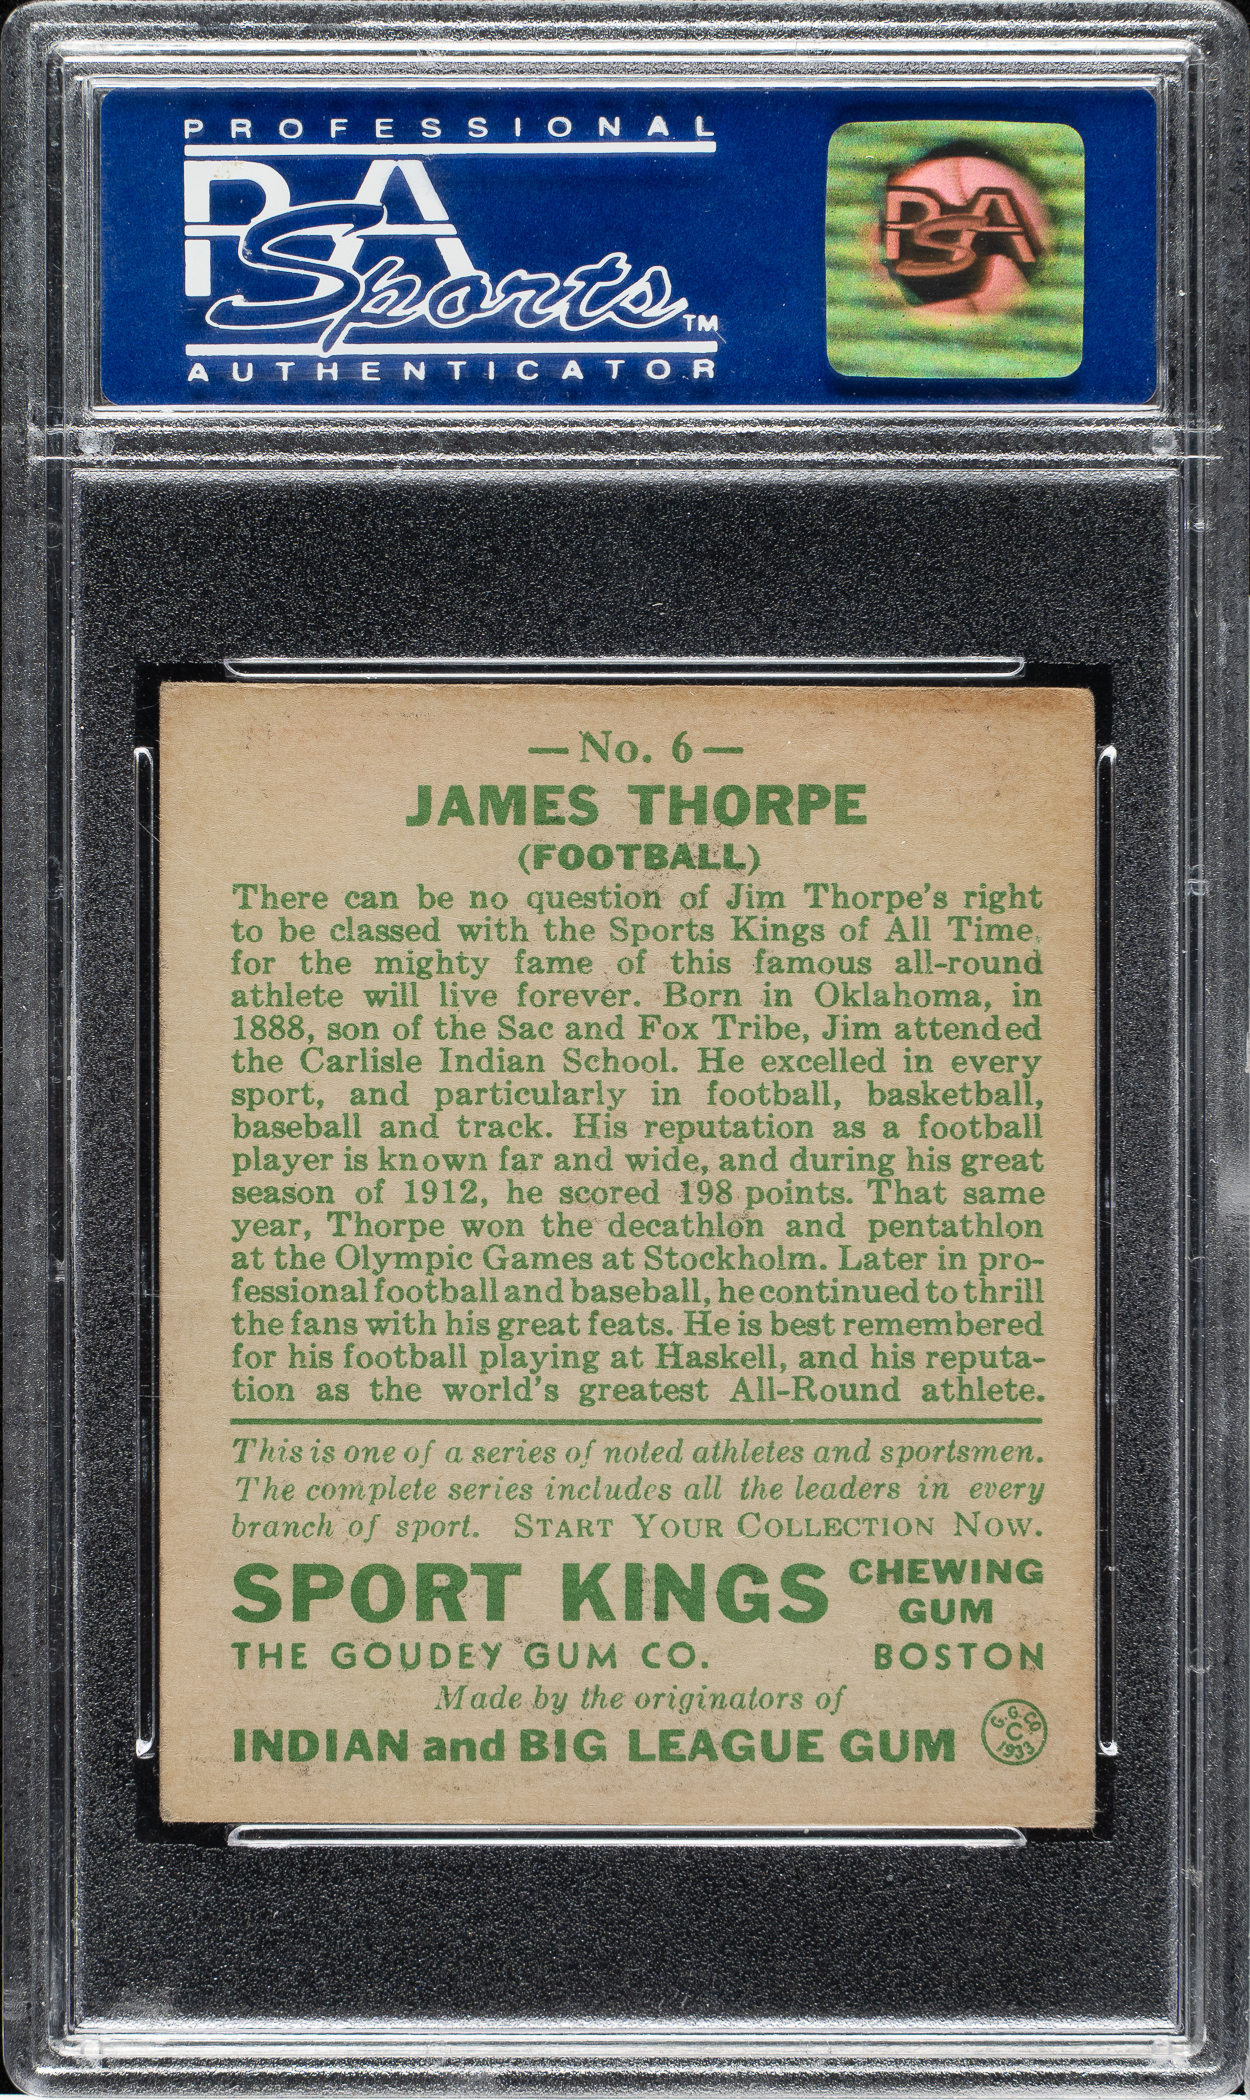 PROFESSIONAL
PSA
Sports™
AUTHENTICATOR
PSA
—No. 6—
JAMES THORPE
(FOOTBALL)
There can be no question of Jim Thorpe's right
to be classed with the Sports Kings of All Time,
for the mighty fame of this famous all-round
athlete will live forever. Born in Oklahoma, in
1888, son of the Sac and Fox Tribe, Jim attended
the Carlisle Indian School. He excelled in every
sport, and particularly in football, basketball,
baseball and track. His reputation as a football
player is known far and wide, and during his great
season of 1912, he scored 198 points. That same
year, Thorpe won the decathlon and pentathlon
at the Olympic Games at Stockholm. Later in pro-
fessional football and baseball, he continued to thrill
the fans with his great feats. He is best remembered
for his football playing at Haskell, and his reputa-
tion as the world's greatest All-Round athlete.
This is one of a series of noted athletes and sportsmen.
The complete series includes all the leaders in every
branch of sport. START YOUR COLLECTION NOW.
SPORT KINGS CHEWING GUM
THE GOUDEY GUM CO. BOSTON
Made by the originators of
INDIAN and BIG LEAGUE GUM
G.G.CO.
C
1933